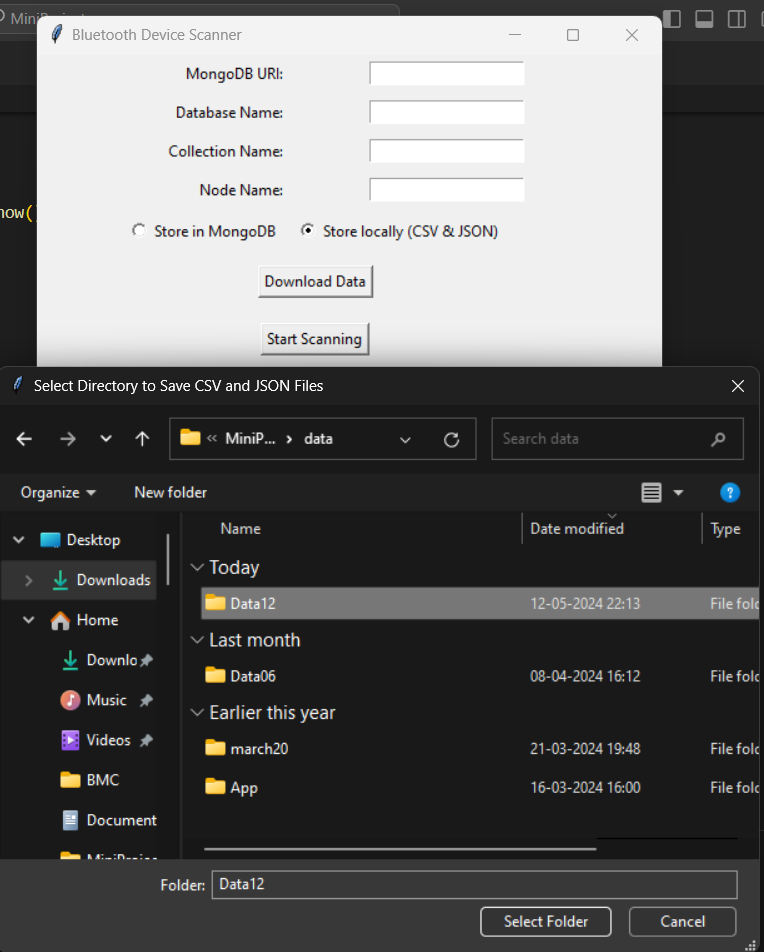 MiniProject
Bluetooth Device Scanner
MongoDB URI:
Database Name:
Collection Name:
Node Name:
now()
Store in MongoDB
Store locally (CSV & JSON)
Download Data
Start Scanning
Select Directory to Save CSV and JSON Files
« MiniP... › data
Search data
Organize
New folder
?
Name
Date modified
Type
Desktop
Downloads
Home
Downlo
Music
Videos
BMC
Document
Today
Data12 12-05-2024 22:13 File fold
Last month
Data06 08-04-2024 16:12 File fold
Earlier this year
march20 21-03-2024 19:48 File fold
App 16-03-2024 16:00 File fold
Folder: Data12
Select Folder
Cancel